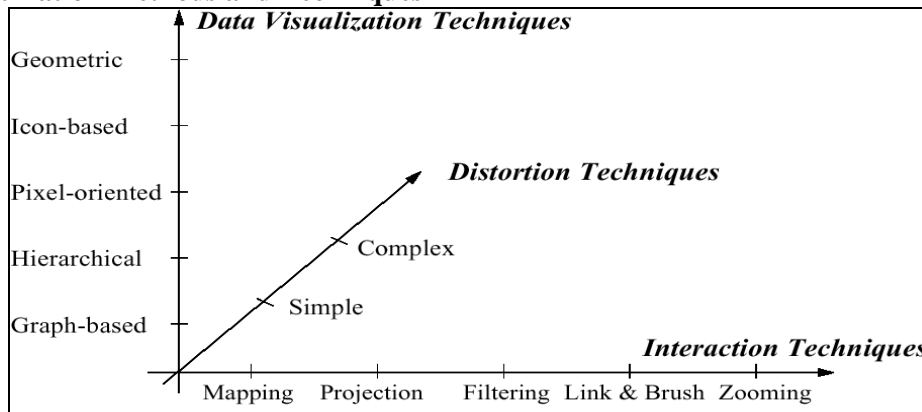 Data Visualization Techniques
Geometric
Icon-based
Pixel-oriented
Distortion Techniques
Hierarchical
Complex
Simple
Graph-based
Interaction Techniques
Mapping Projection Filtering Link & Brush Zooming